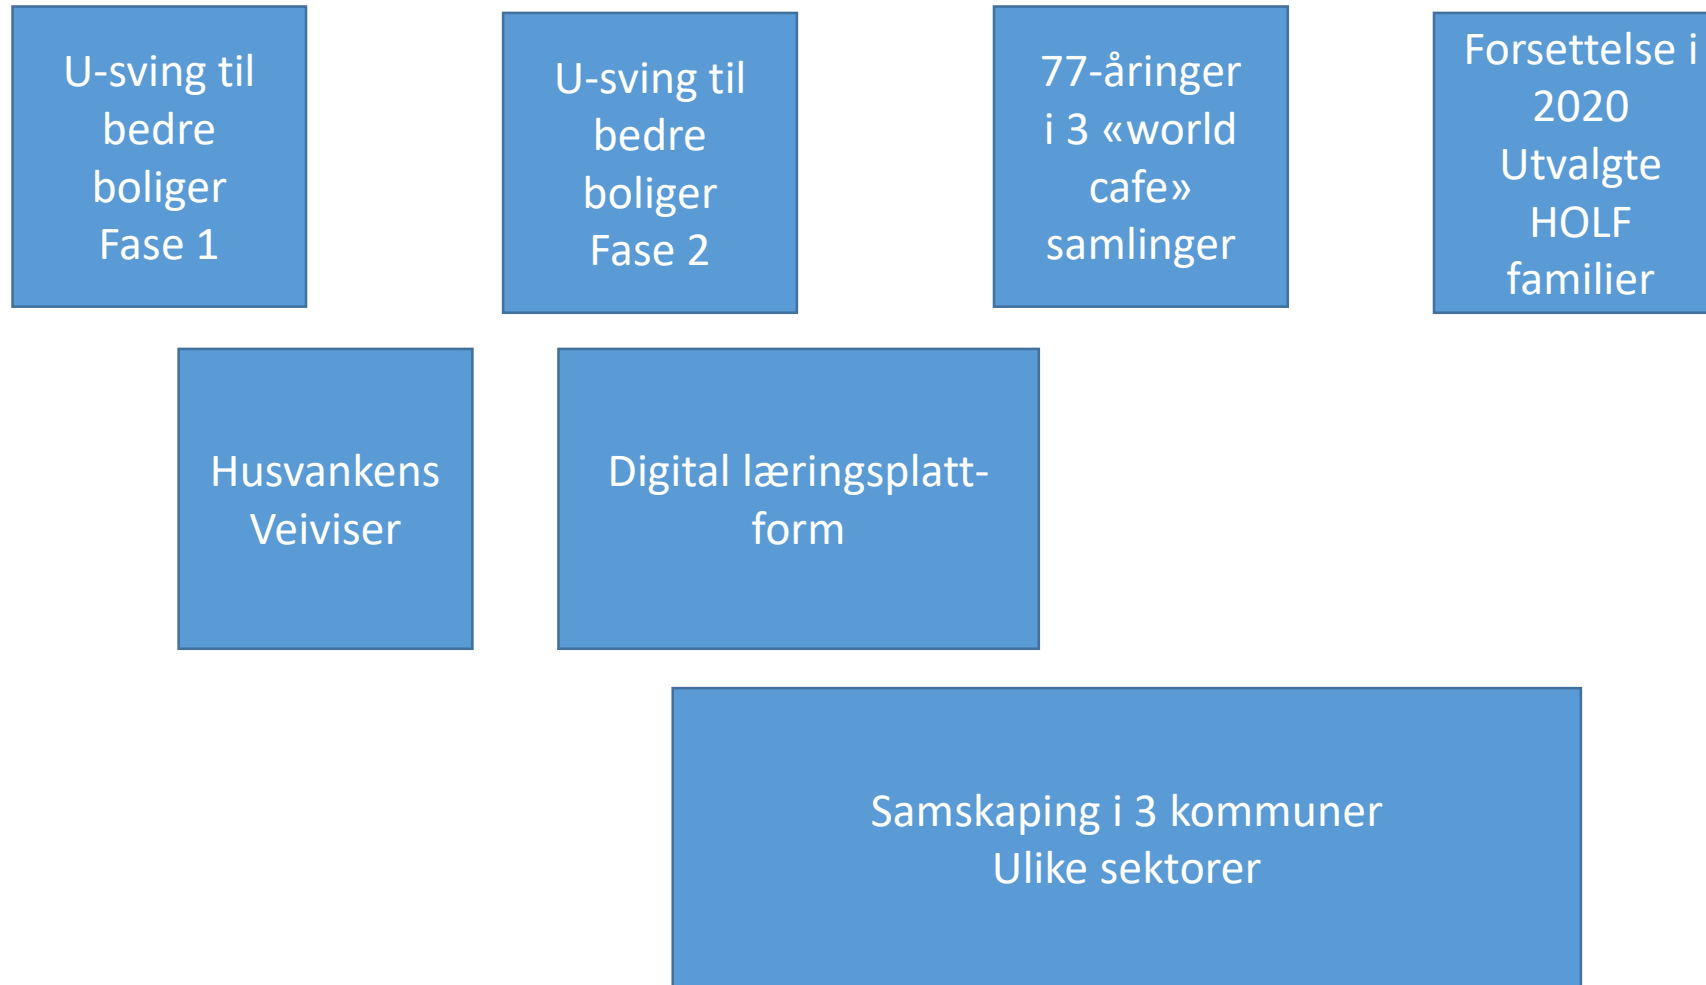 U-sving til
bedre
boliger
Fase 1
U-sving til
bedre
boliger
Fase 2
77-åringer
i 3 «world
cafe»
samlinger
Forsettelse i
2020
Utvalgte
HOLF
familier
Husvankens
Veiviser
Digital læringsplatt-
form
Samskaping i 3 kommuner
Ulike sektorer